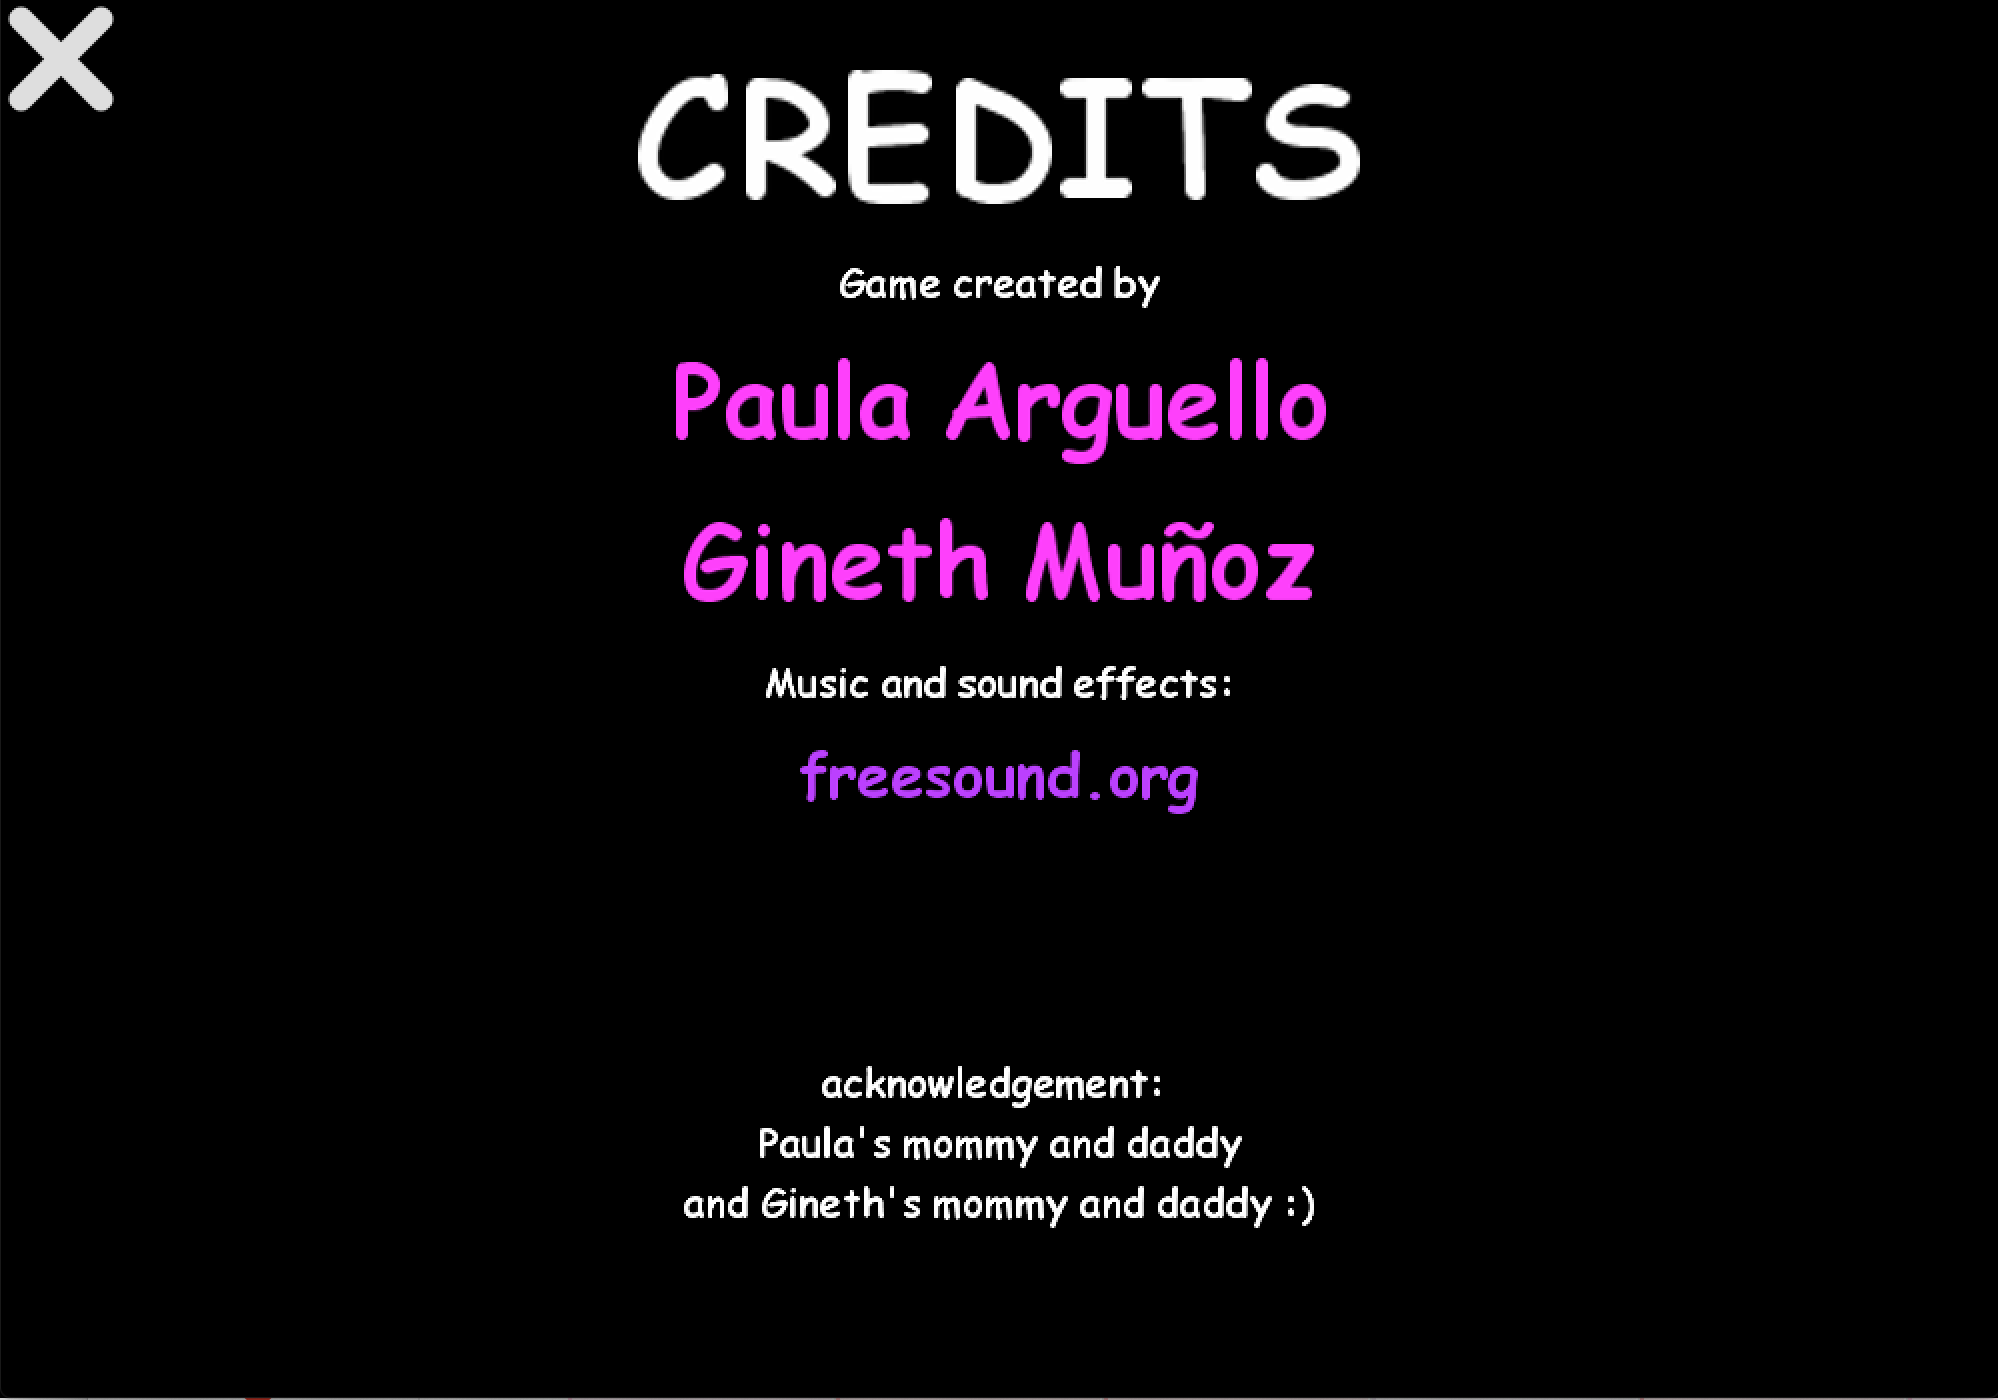 CREDITS
Game created by
Paula Arguello
Gineth Muñoz
Music and sound effects:
freesound.org
acknowledgement:
Paula's mommy and daddy
and Gineth's mommy and daddy :)